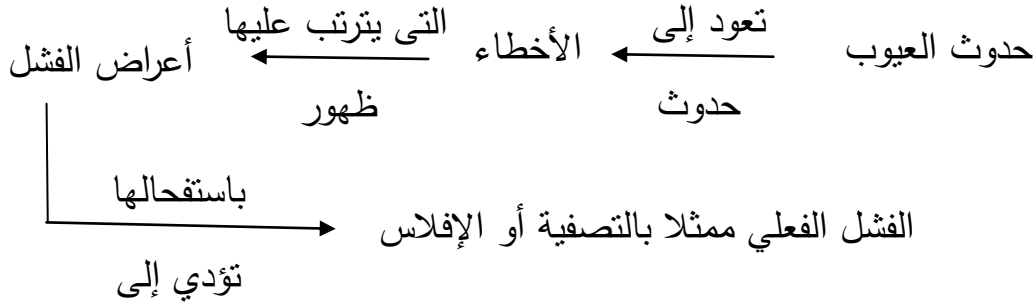 حدوث العيوب تعود إلى حدوث الأخطاء التى يترتب عليها ظهور أعراض الفشل
باستفحالها
تؤدي إلى
الفشل الفعلي ممثلا بالتصفية أو الإفلاس